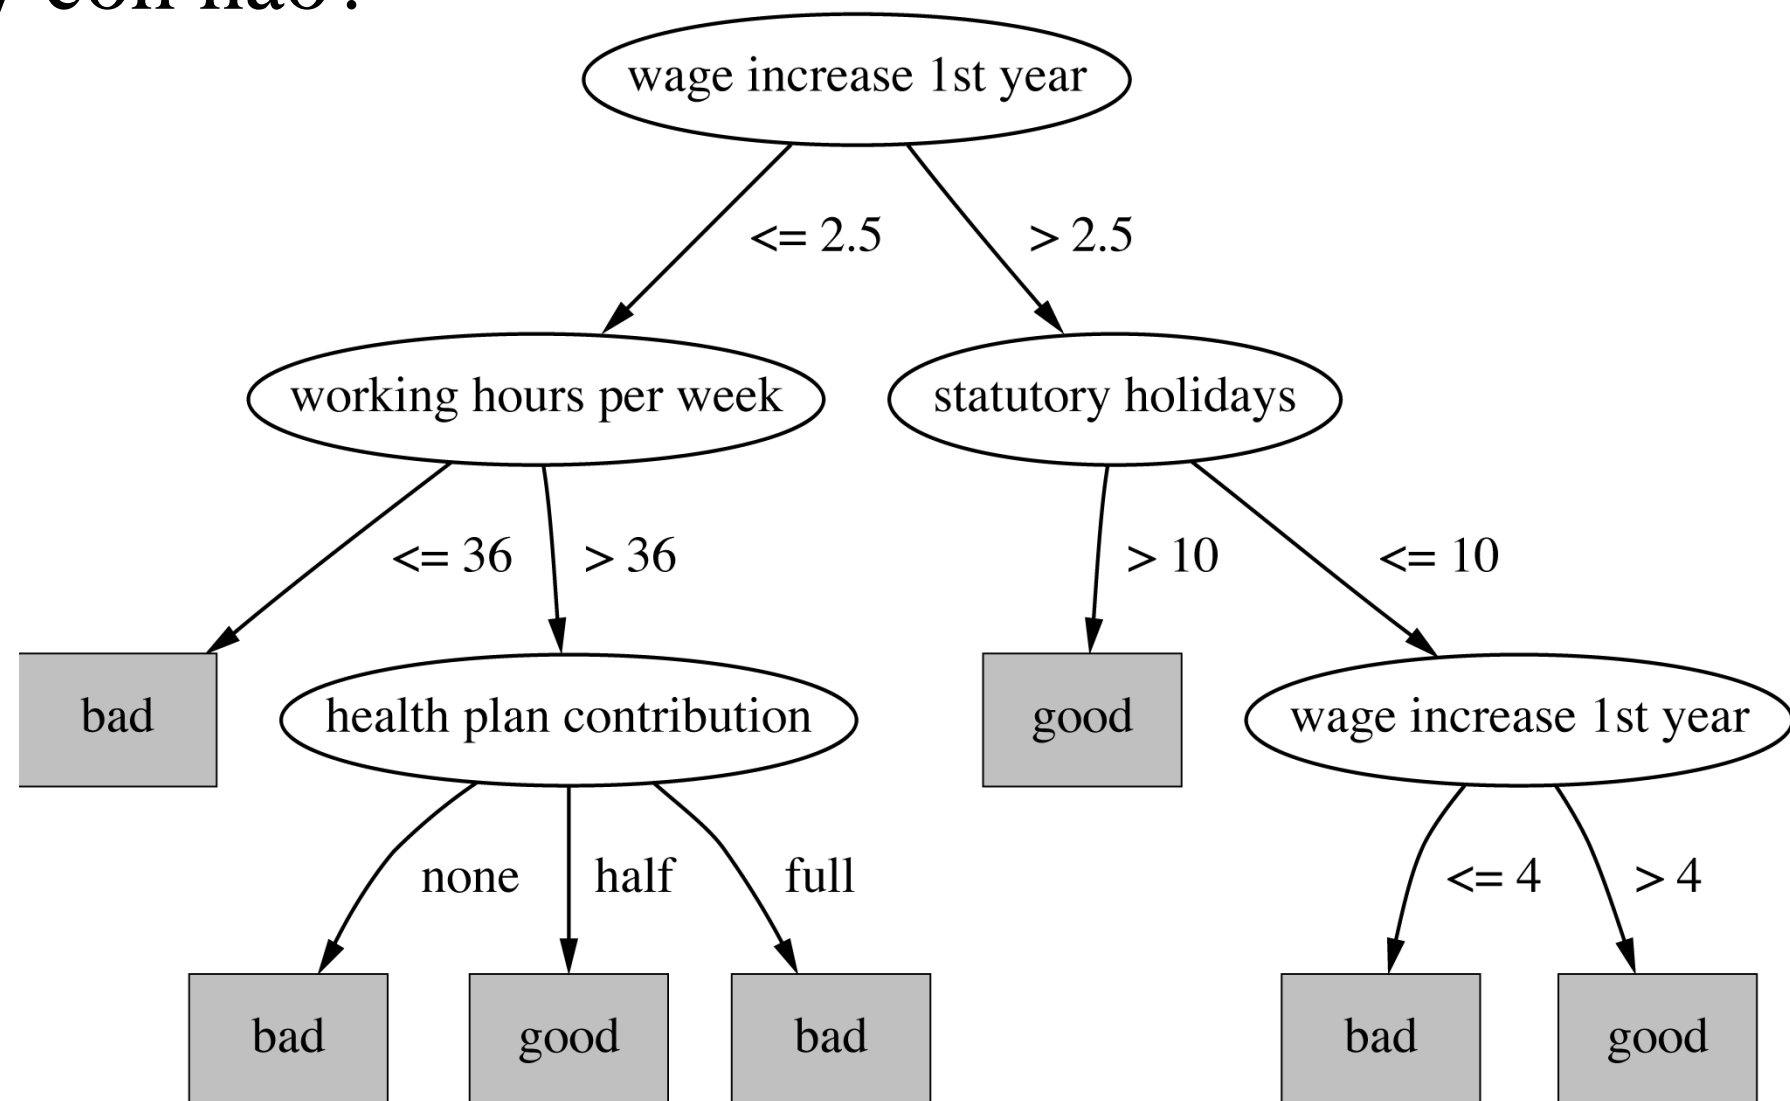 wage increase 1st year
<= 2.5 > 2.5
working hours per week statutory holidays
<= 36 > 36 > 10 <= 10
bad health plan contribution good wage increase 1st year
none half full <= 4 > 4
bad good bad bad good